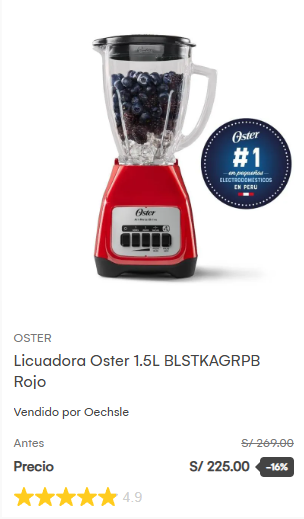 Oster
#1
en pequeños
ELECTRODOMÉSTICOS
EN PERÚ
Oster
OSTER
Licuadora Oster 1.5L BLSTKAGRPB
Rojo
Vendido por Oechsle
Antes S/ 269.00
Precio S/ 225.00 -16%
4.9